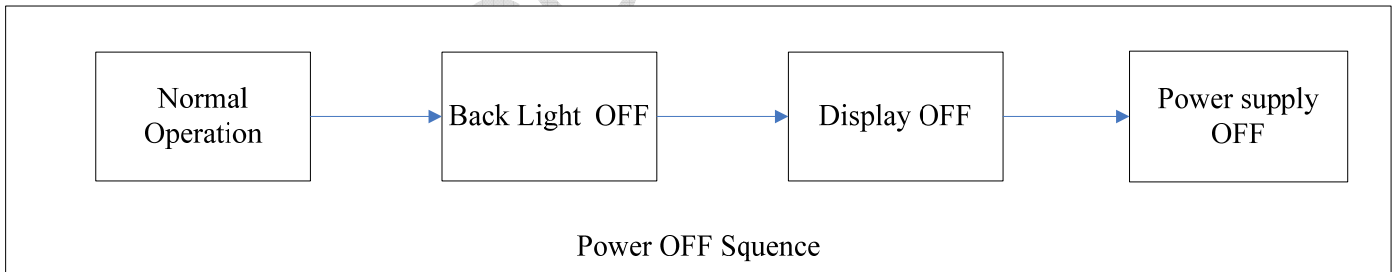 Normal
Operation
Back Light OFF
Display OFF
Power supply
OFF
Power OFF Squence